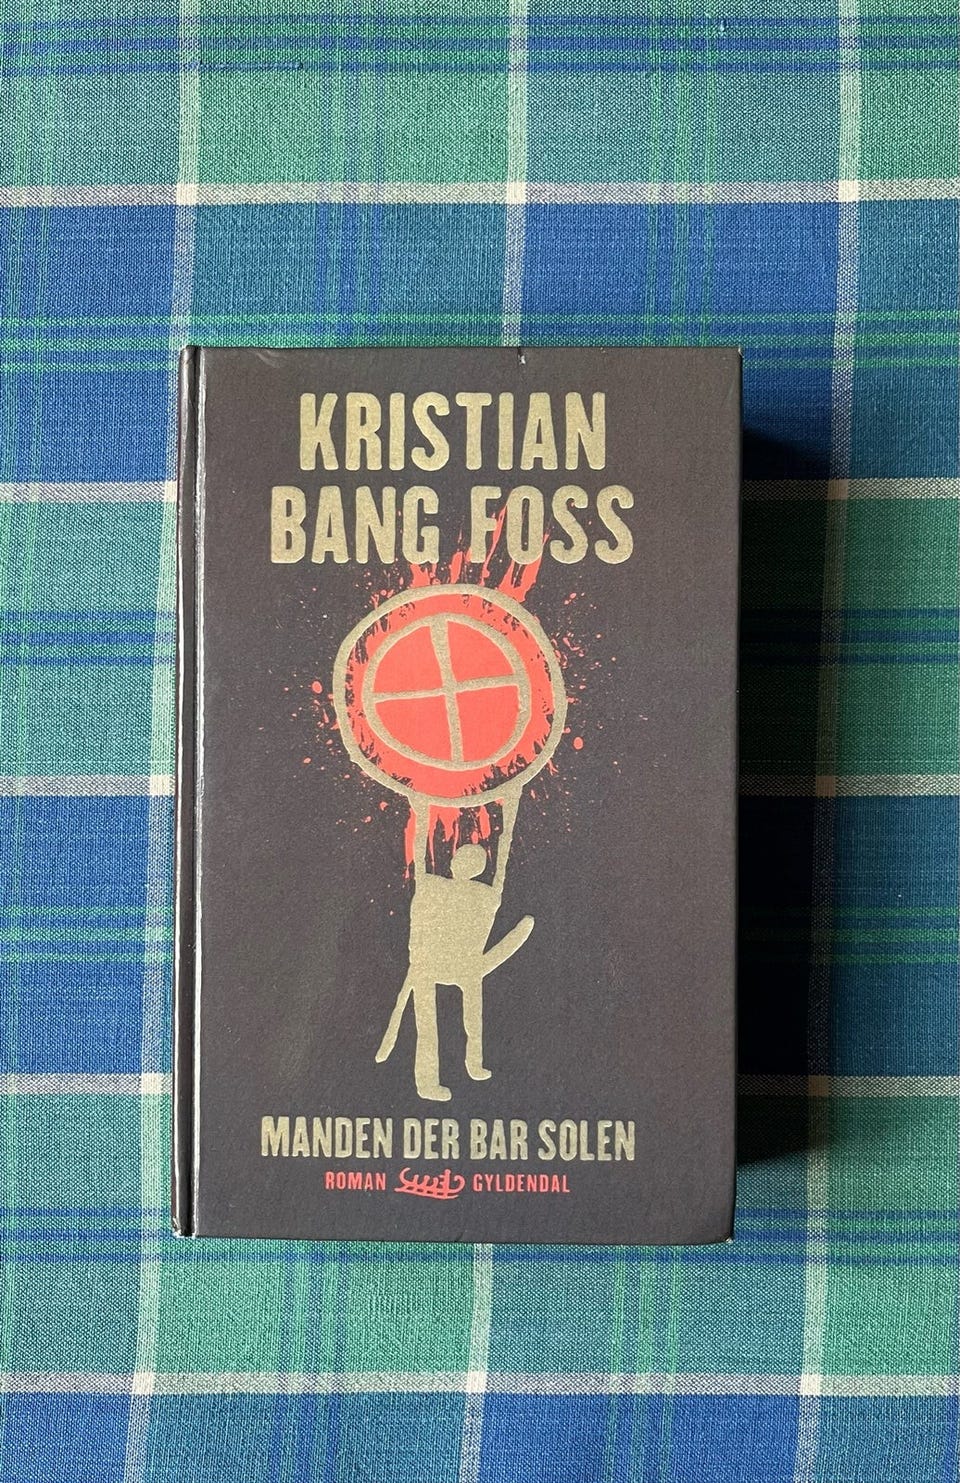 KRISTIAN
BANG FOSS
MANDEN DER BAR SOLEN
ROMAN GYLDENDAL